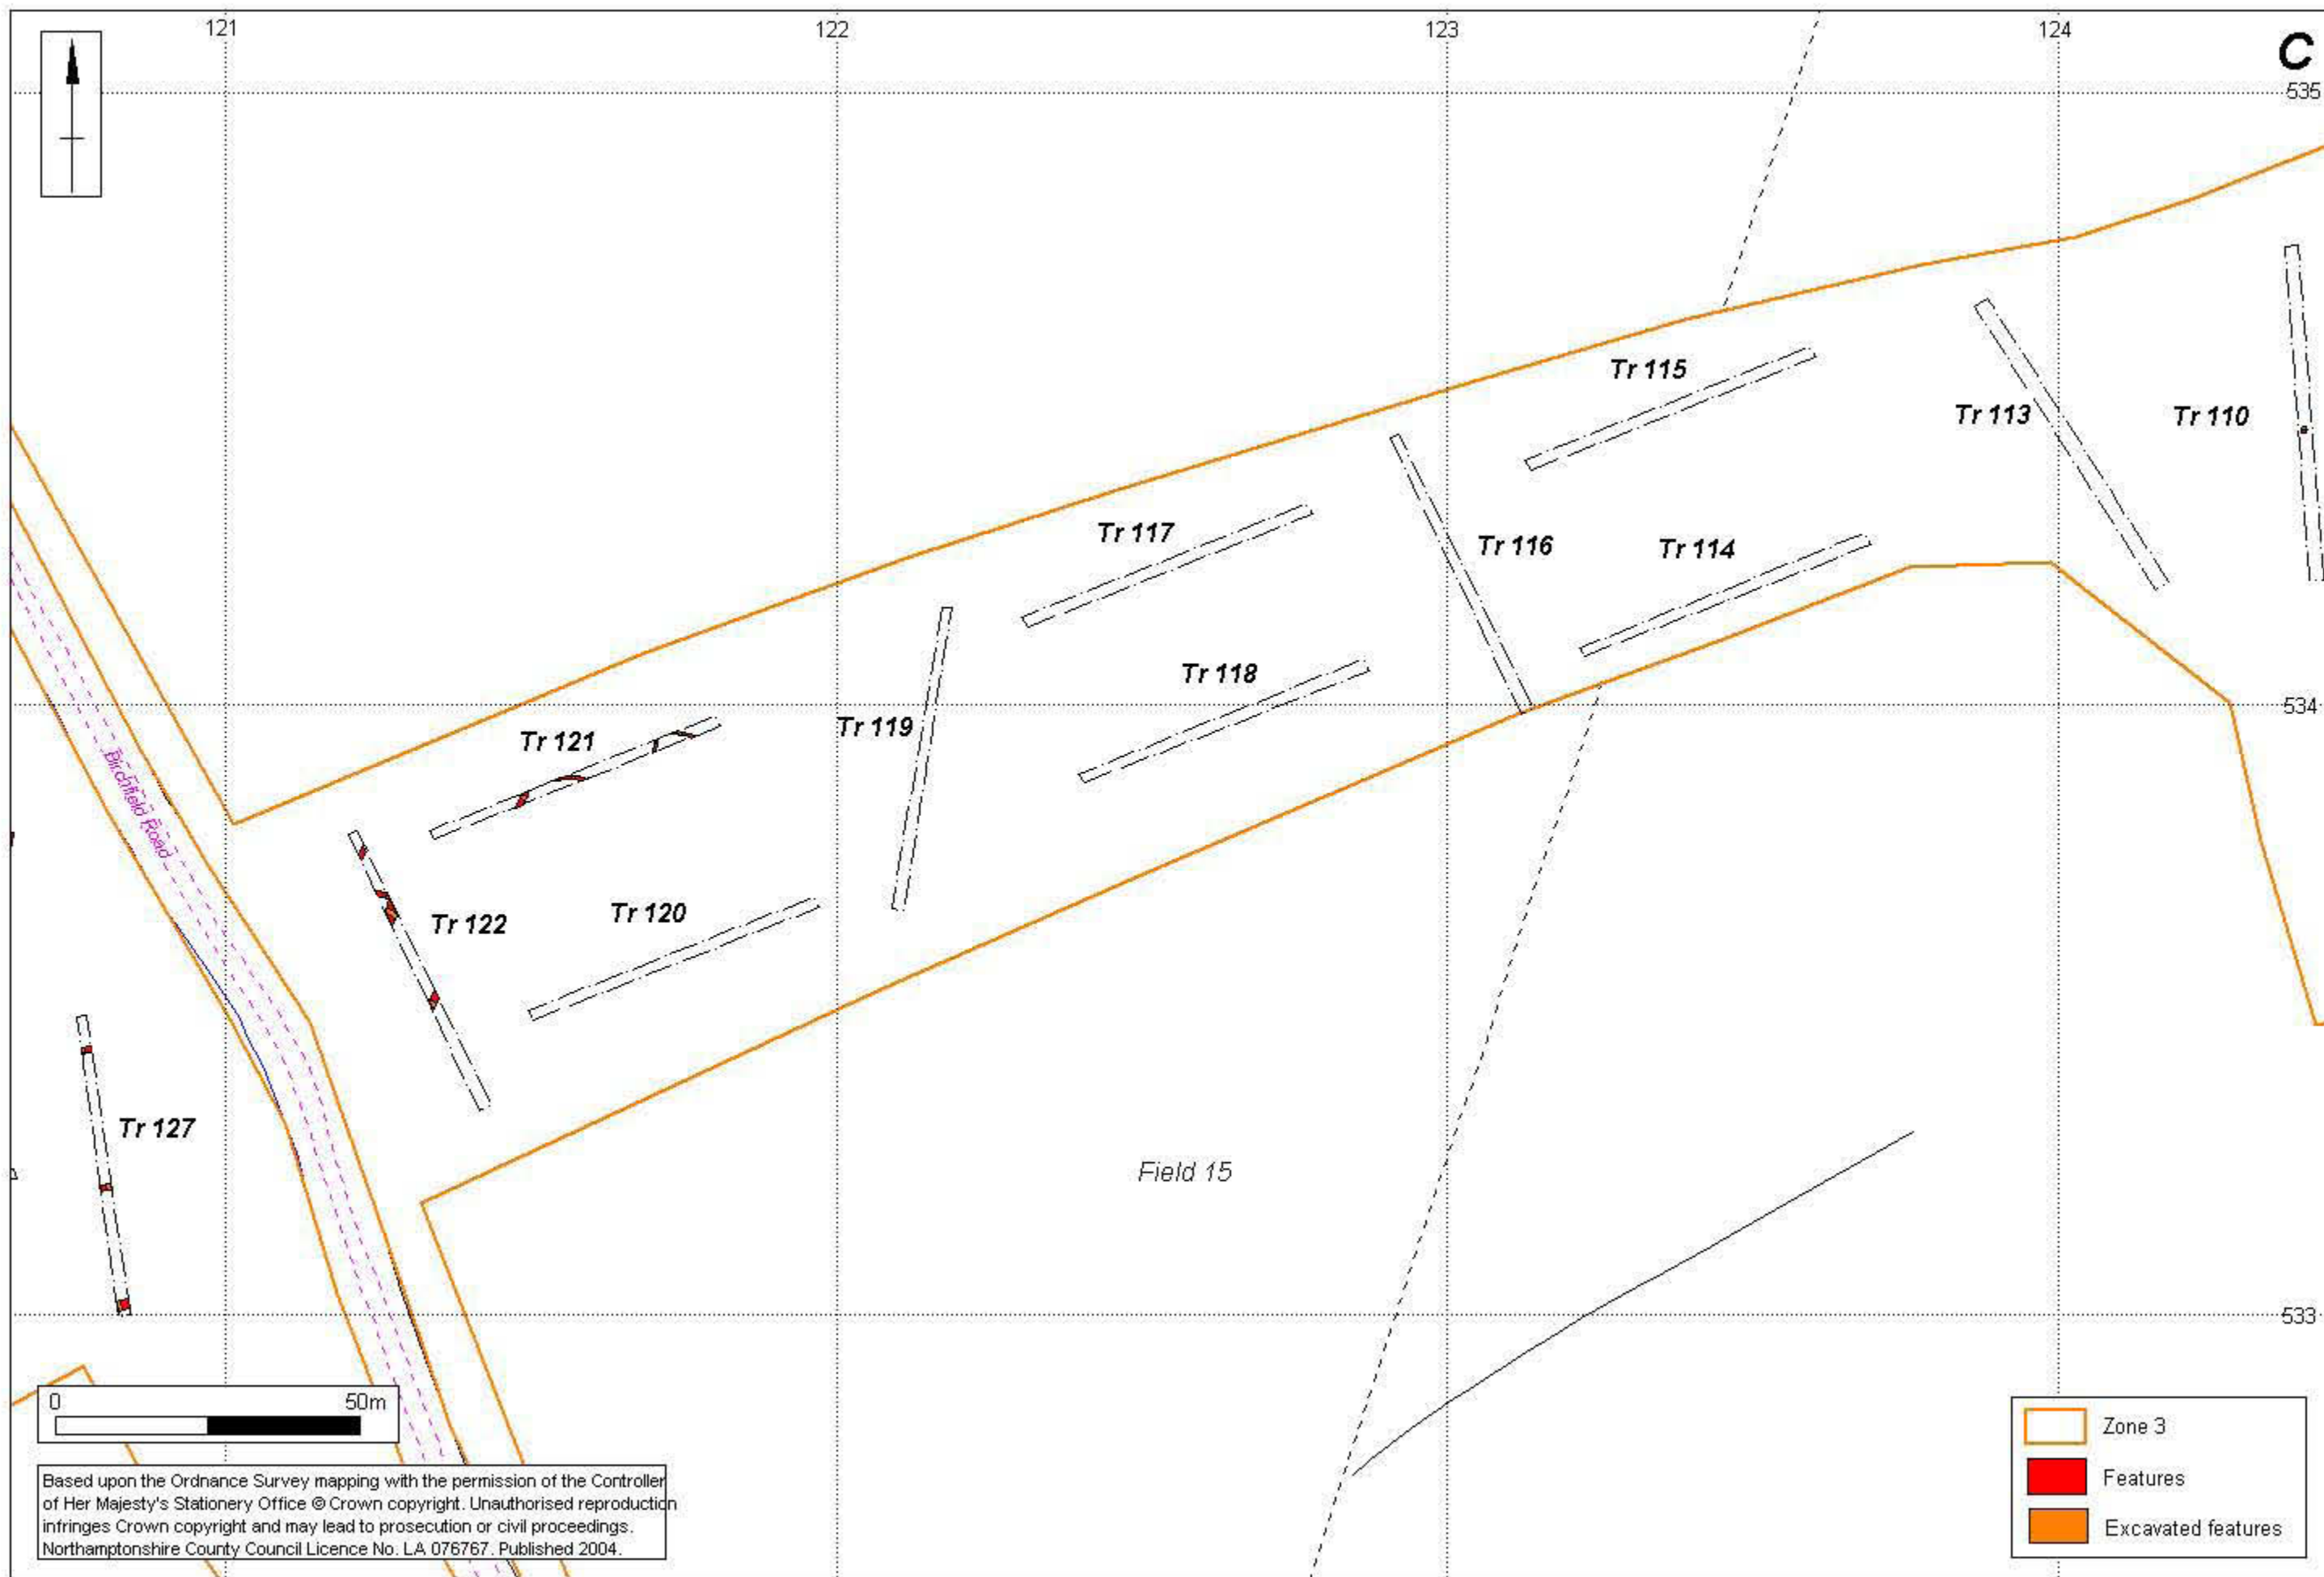 121
122
123
124
C
535
Tr 115
Tr 113
Tr 110
Tr 117
Tr 116
Tr 114
Tr 118
534
Tr 121
Tr 119
Birchfield Road
Tr 122
Tr 120
Tr 127
Field 15
533
0 50m
Zone 3
Features
Excavated features
Based upon the Ordnance Survey mapping with the permission of the Controller
of Her Majesty's Stationery Office © Crown copyright. Unauthorised reproduction
infringes Crown copyright and may lead to prosecution or civil proceedings.
Northamptonshire County Council Licence No. LA 076767. Published 2004.